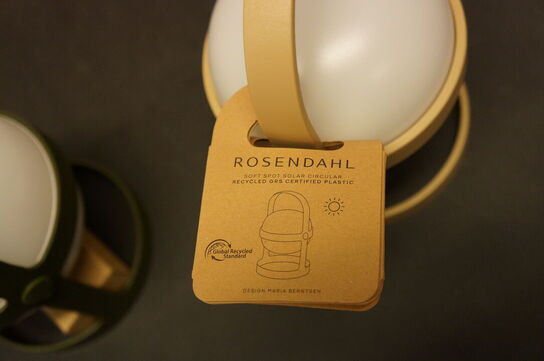 ROSENDAHL
SOFT SPOT SOLAR CIRCULAR
RECYCLED GRS CERTIFIED PLASTIC
Global Recycled
Standard
DESIGN MARIA BERNTSEN